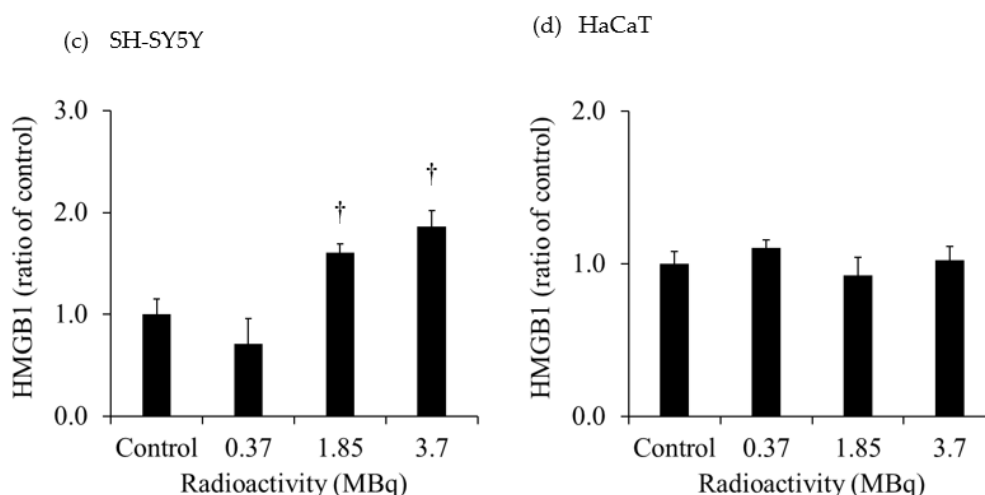 (c) SH-SY5Y
HMGB1 (ratio of control)
3.0
2.0
1.0
0.0
†
†
Control 0.37 1.85 3.7
Radioactivity (MBq)
(d) HaCaT
HMGB1 (ratio of control)
2.0
1.0
0.0
Control 0.37 1.85 3.7
Radioactivity (MBq)